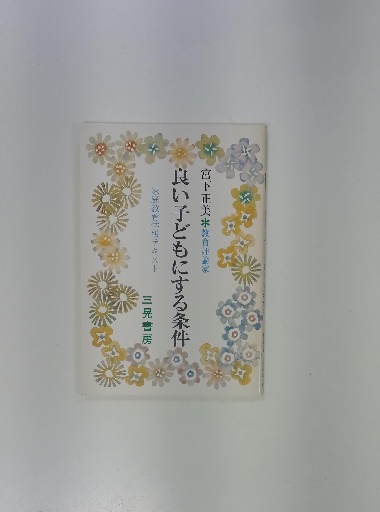 宮下正美✻教育評論家
良い子どもにする条件
三晃書房